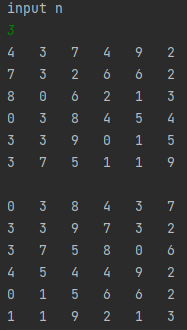 input n
3
4 3 7 4 9 2
7 3 2 6 6 2
8 0 6 2 1 3
0 3 8 4 5 4
3 3 9 0 1 5
3 7 5 1 1 9
0 3 8 4 3 7
3 3 9 7 3 2
3 7 5 8 0 6
4 5 4 4 9 2
0 1 5 6 6 2
1 1 9 2 1 3